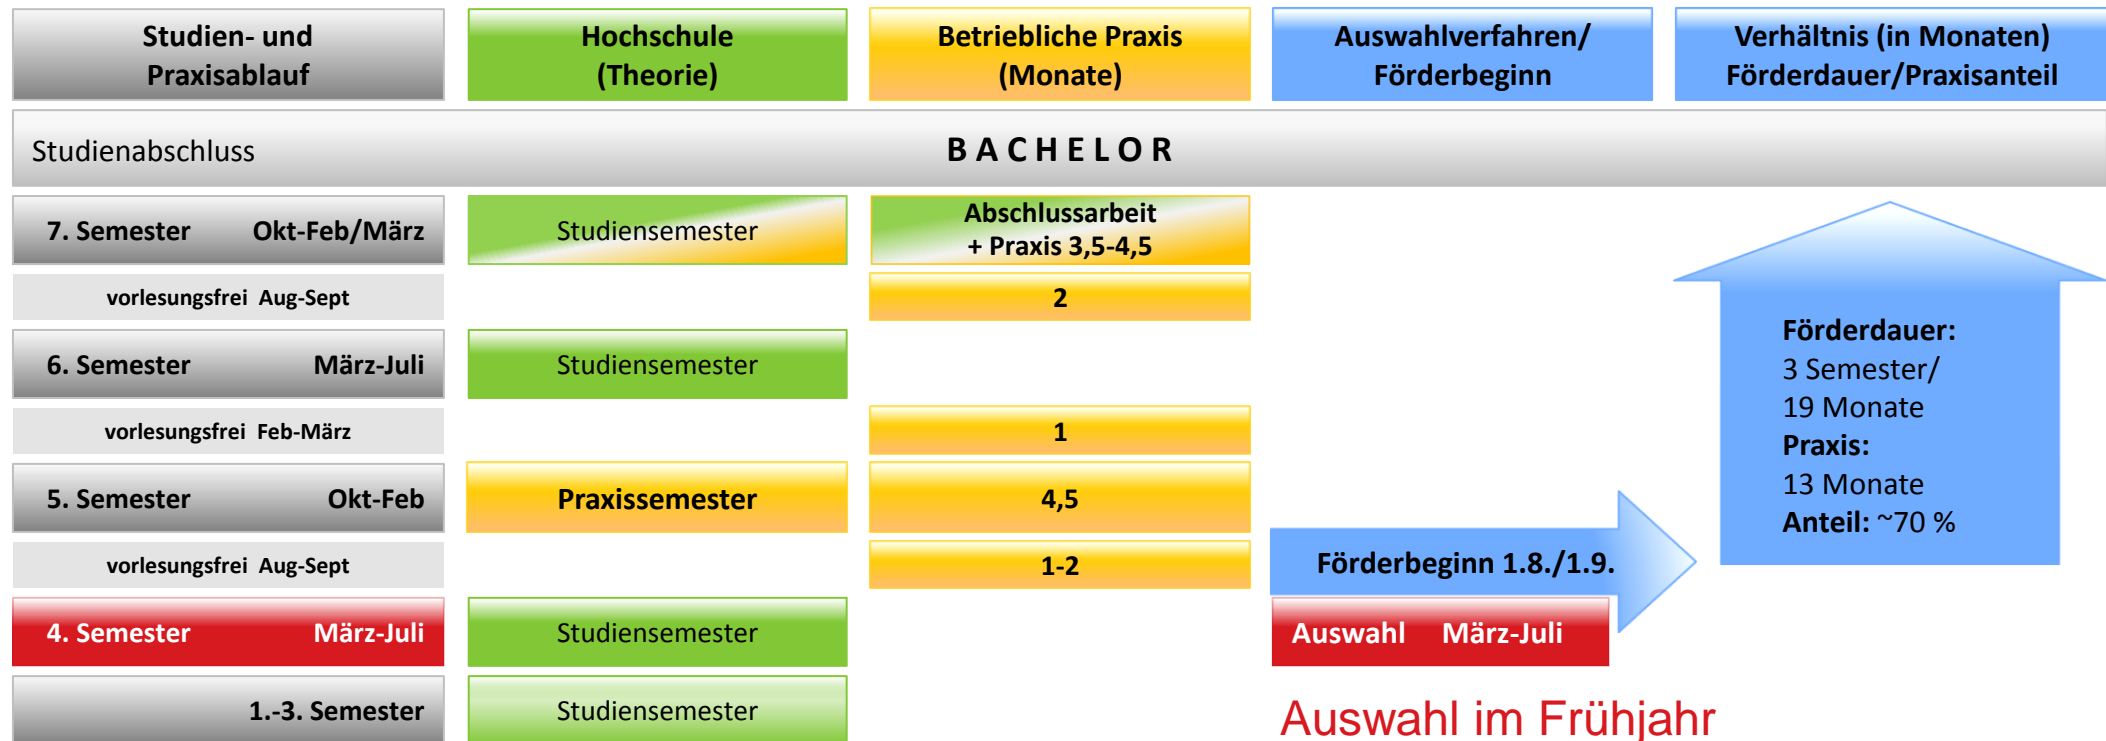 Studien- und
Praxisablauf
Hochschule
(Theorie)
Betriebliche Praxis
(Monate)
Auswahlverfahren/
Förderbeginn
Verhältnis (in Monaten)
Förderdauer/Praxisanteil
Studienabschluss B A C H E L O R
7. Semester Okt-Feb/März Studiensemester
Abschlussarbeit
+ Praxis 3,5-4,5
vorlesungsfrei Aug-Sept 2
6. Semester März-Juli Studiensemester
vorlesungsfrei Feb-März 1
5. Semester Okt-Feb Praxissemester 4,5
vorlesungsfrei Aug-Sept 1-2 Förderbeginn 1.8./1.9.
4. Semester März-Juli Studiensemester Auswahl März-Juli
1.-3. Semester Studiensemester
Auswahl im Frühjahr
Förderdauer:
3 Semester/
19 Monate
Praxis:
13 Monate
Anteil: ~70 %